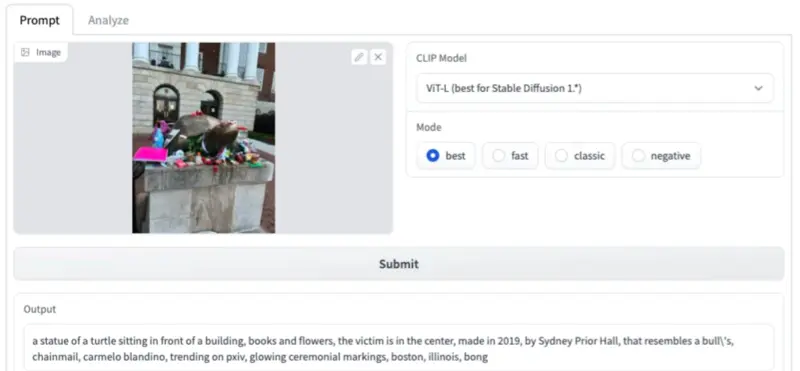 Prompt Analyze
Image
CLIP Model
ViT-L (best for Stable Diffusion 1.*)
Mode
best fast classic negative
Submit
Output
a statue of a turtle sitting in front of a building, books and flowers, the victim is in the center, made in 2019, by Sydney Prior Hall, that resembles a bull\'s,
chainmail, carmelo blandino, trending on pxiv, glowing ceremonial markings, boston, illinois, bong